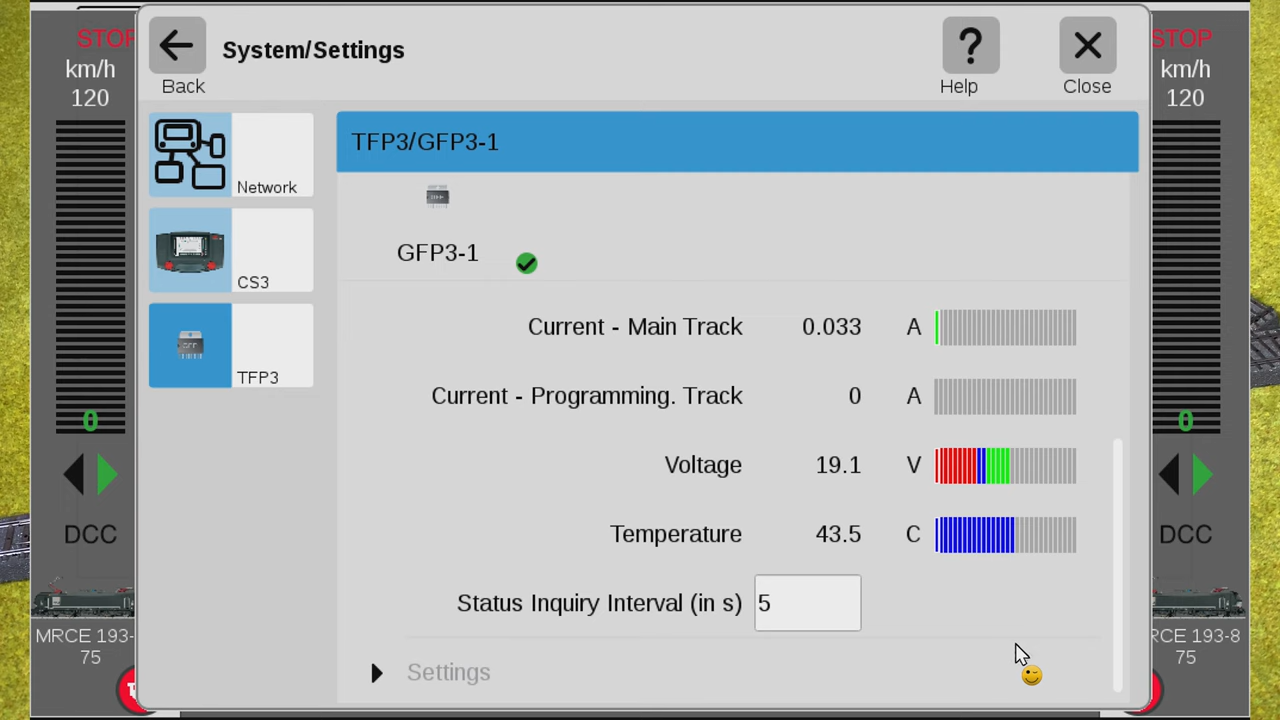 STOP
km/h
120
0
DCC
MRCE 193-
75
Back
System/Settings
Help
Close
Network
CS3
TFP3
TFP3/GFP3-1
GFP3-1
Current - Main Track 0.033 A
Current - Programming. Track 0 A
Voltage 19.1 V
Temperature 43.5 C
Status Inquiry Interval (in s) 5
Settings
STOP
km/h
120
0
DCC
RCE 193-8
75